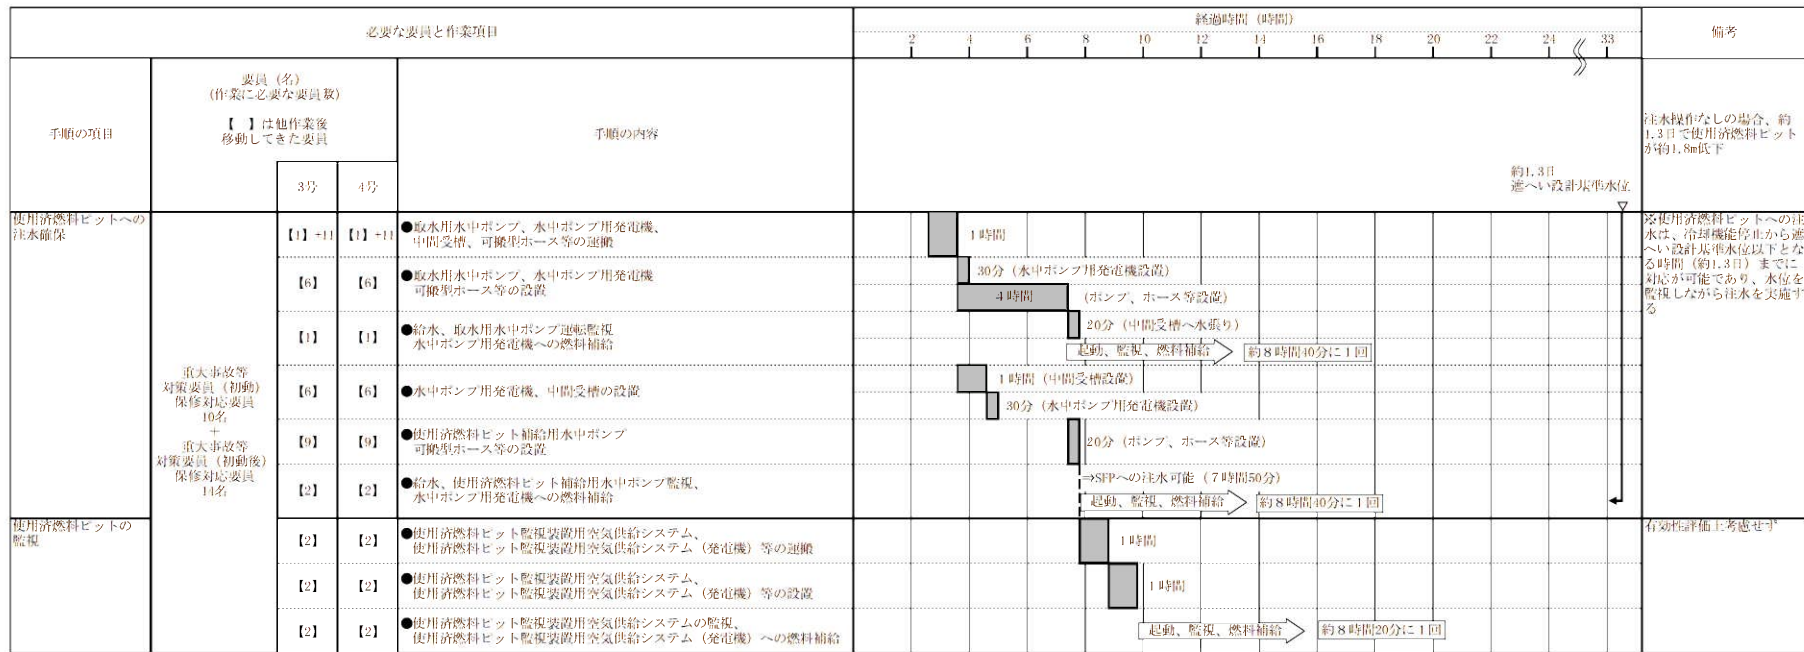 必要な要員と作業項目
経過時間（時間）
備考
2 4 6 8 10 12 14 16 18 20 22 24 33
手順の項目
要員（名）
（作業に必要な要員数）
【　】は他作業後
移動してきた要員
3号
4号
手順の内容
約1.3日
遮へい設計基準水位
注水操作なしの場合、約
1.3日で使用済燃料ピット
が約1.8m低下
使用済燃料ピットへの
注水確保
重大事故等
対策要員（初動）
保修対応要員
10名
＋
重大事故等
対策要員（初動後）
保修対応要員
14名
【1】+11
【1】+11
●取水用水中ポンプ、水中ポンプ用発電機、
中間受槽、可搬型ホース等の運搬
1時間
※使用済燃料ピットへの注
水は、冷却機能停止から遮
へい設計基準水位以下とな
る時間（約1.3日）までに
対応が可能であり、水位を
監視しながら注水を実施す
る
【6】
【6】
●取水用水中ポンプ、水中ポンプ用発電機
可搬型ホース等の設置
30分（水中ポンプ用発電機設置）
4時間
（ポンプ、ホース等設置）
【1】
【1】
●給水、取水用水中ポンプ運転監視
水中ポンプ用発電機への燃料補給
20分（中間受槽へ水張り）
起動、監視、燃料補給
約8時間40分に1回
【6】
【6】
●水中ポンプ用発電機、中間受槽の設置
1時間（中間受槽設置）
30分（水中ポンプ用発電機設置）
【9】
【9】
●使用済燃料ピット補給用水中ポンプ
可搬型ホース等の設置
20分（ポンプ、ホース等設置）
【2】
【2】
●給水、使用済燃料ピット補給用水中ポンプ監視、
水中ポンプ用発電機への燃料補給
⇒SFPへの注水可能（7時間50分）
起動、監視、燃料補給
約8時間40分に1回
使用済燃料ピットの
監視
【2】
【2】
●使用済燃料ピット監視装置用空気供給システム、
使用済燃料ピット監視装置用空気供給システム（発電機）等の運搬
1時間
有効性評価上考慮せず
【2】
【2】
●使用済燃料ピット監視装置用空気供給システム、
使用済燃料ピット監視装置用空気供給システム（発電機）等の設置
1時間
【2】
【2】
●使用済燃料ピット監視装置用空気供給システムの監視、
使用済燃料ピット監視装置用空気供給システム（発電機）への燃料補給
起動、監視、燃料補給
約8時間20分に1回